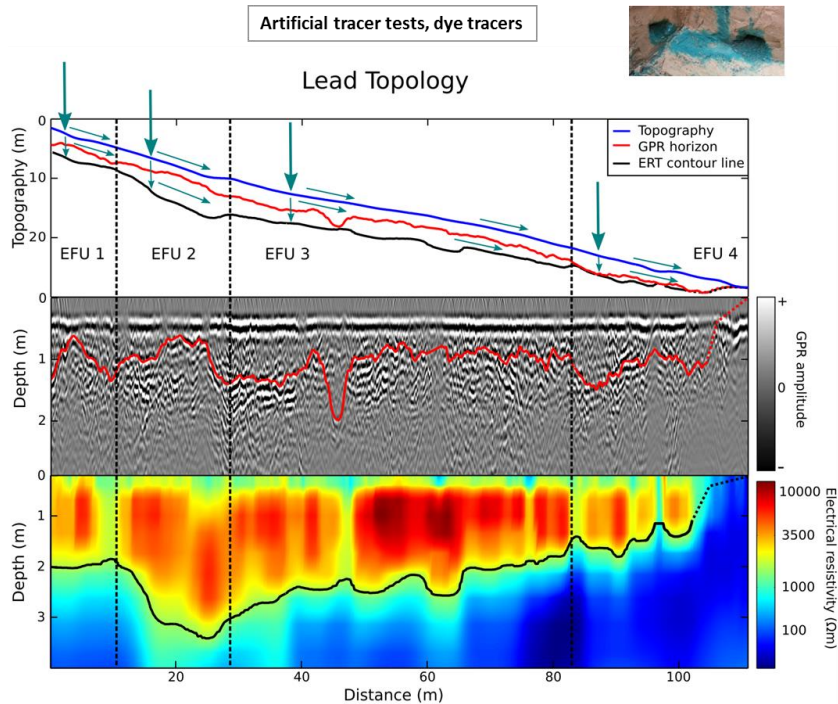 Artificial tracer tests, dye tracers
Lead Topology
Topography
GPR horizon
ERT contour line
Topography (m)
0
10
20
EFU 1
EFU 2
EFU 3
EFU 4
Depth (m)
0
1
2
+
0
-
GPR amplitude
Depth (m)
0
1
2
3
10000
3500
1000
100
Electrical resistivity (Ωm)
20
40
60
80
100
Distance (m)